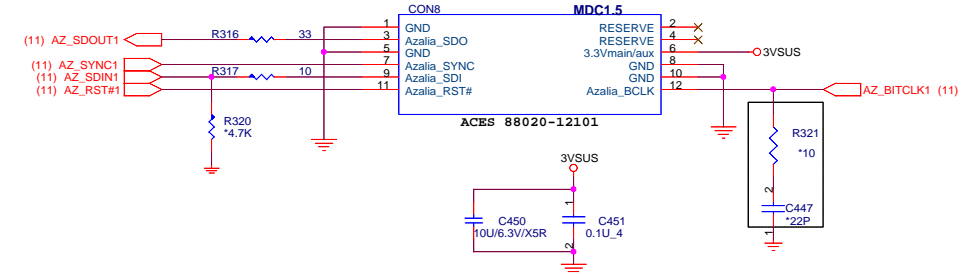 CON8 MDC1.5
1 GND RESERVE 2
(11) AZ_SDOUT1 R316 33 3 Azalia_SDO RESERVE 4
5 GND 3.3Vmain/aux 6 3VSUS
(11) AZ_SYNC1 7 Azalia_SYNC GND 8
(11) AZ_SDIN1 R317 10 9 Azalia_SDI GND 10
(11) AZ_RST#1 11 Azalia_RST# Azalia_BCLK 12 AZ_BITCLK1 (11)
ACES 88020-12101
R320
*4.7K
R321
*10
2
C447
*22P
1
3VSUS
1
C450
10U/6.3V/X5R
C451
0.1U_4
2